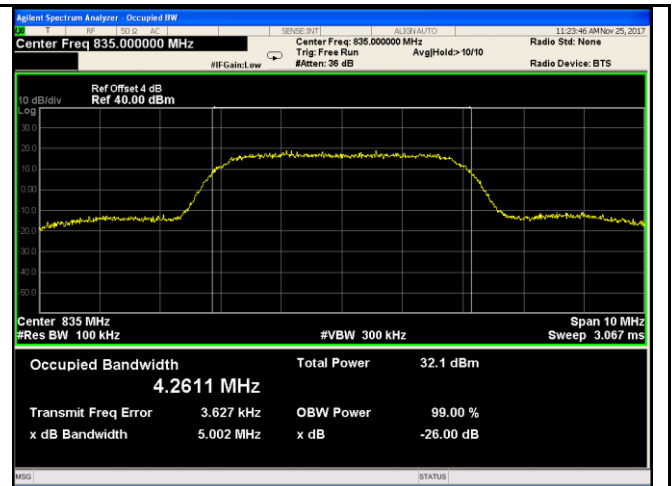 Agilent Spectrum Analyzer - Occupied BW
T RF 50 Ω AC SENSE:INT ALIGN AUTO 11:23:46 AM Nov 25, 2017
Center Freq 835.000000 MHz Center Freq: 835.000000 MHz Radio Std: None
Trig: Free Run Avg|Hold:> 10/10
#IFGain:Low #Atten: 36 dB Radio Device: BTS
Ref Offset 4 dB
10 dB/div Ref 40.00 dBm
Log
30.0
20.0
10.0
0.00
-10.0
-20.0
-30.0
-40.0
-50.0
Center 835 MHz Span 10 MHz
#Res BW 100 kHz #VBW 300 kHz Sweep 3.067 ms
Occupied Bandwidth Total Power 32.1 dBm
4.2611 MHz
Transmit Freq Error 3.627 kHz OBW Power 99.00 %
x dB Bandwidth 5.002 MHz x dB -26.00 dB
MSG STATUS